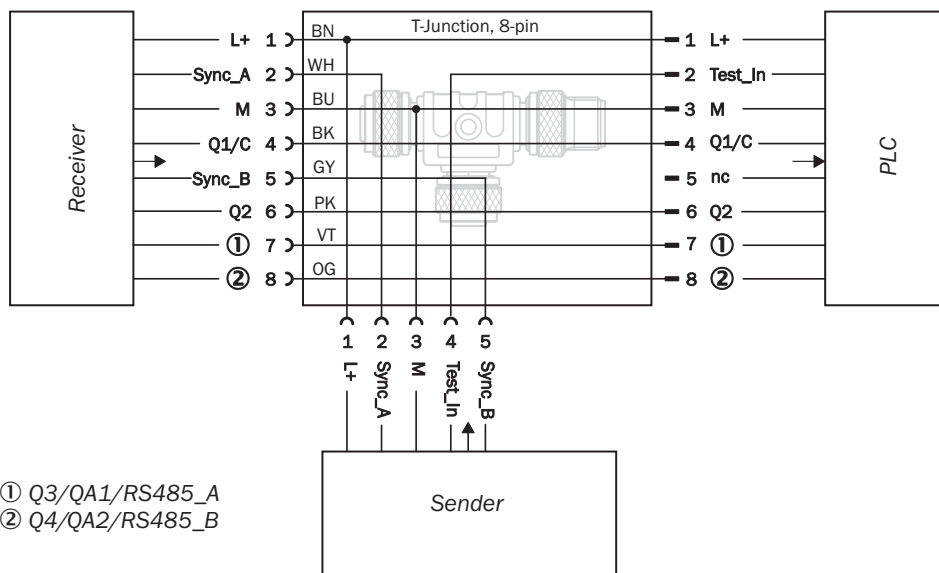 T-Junction, 8-pin
L+ 1 BN 1 L+
Sync_A 2 WH 2 Test_In
M 3 BU 3 M
Q1/C 4 BK 4 Q1/C
Sync_B 5 GY 5 nc
Q2 6 PK 6 Q2
① 7 VT 7 ①
② 8 OG 8 ②
Receiver
PLC
1 2 3 4 5
L+ Sync_A M Test_In Sync_B
Sender
① Q3/QA1/RS485_A
② Q4/QA2/RS485_B